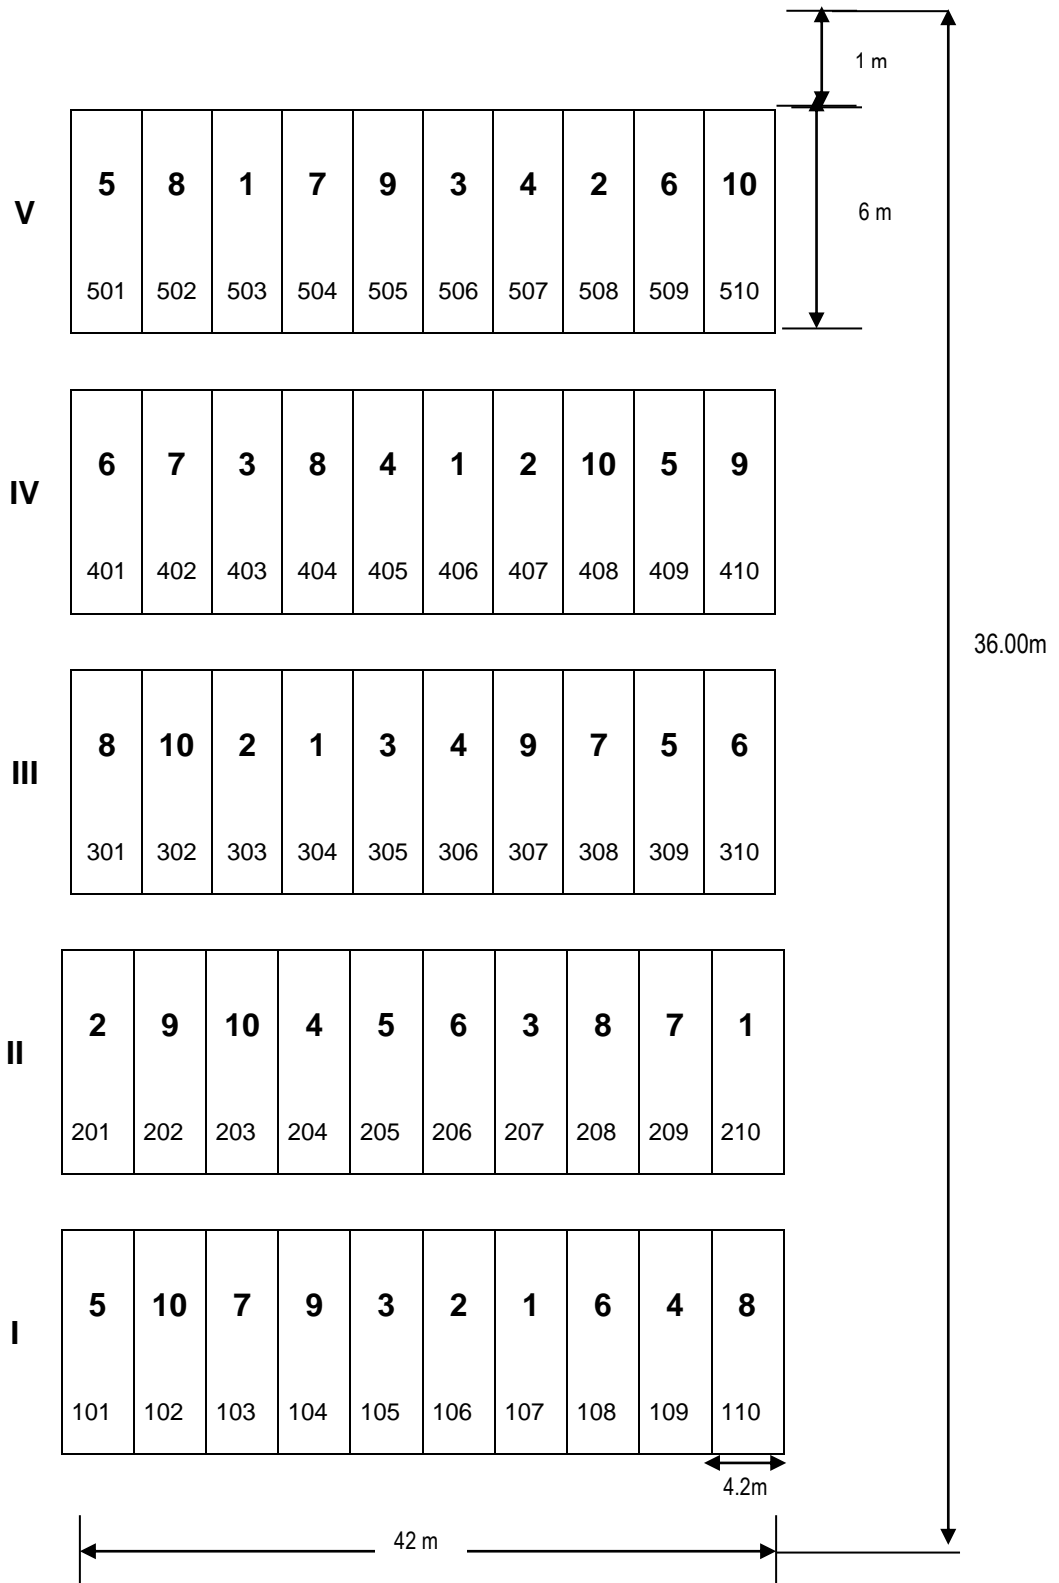 1 m
5 8 1 7 9 3 4 2 6 10
V
6 m
501 502 503 504 505 506 507 508 509 510
6 7 3 8 4 1 2 10 5 9
IV
401 402 403 404 405 406 407 408 409 410
36.00m
8 10 2 1 3 4 9 7 5 6
III
301 302 303 304 305 306 307 308 309 310
2 9 10 4 5 6 3 8 7 1
II
201 202 203 204 205 206 207 208 209 210
5 10 7 9 3 2 1 6 4 8
I
101 102 103 104 105 106 107 108 109 110
4.2m
42 m